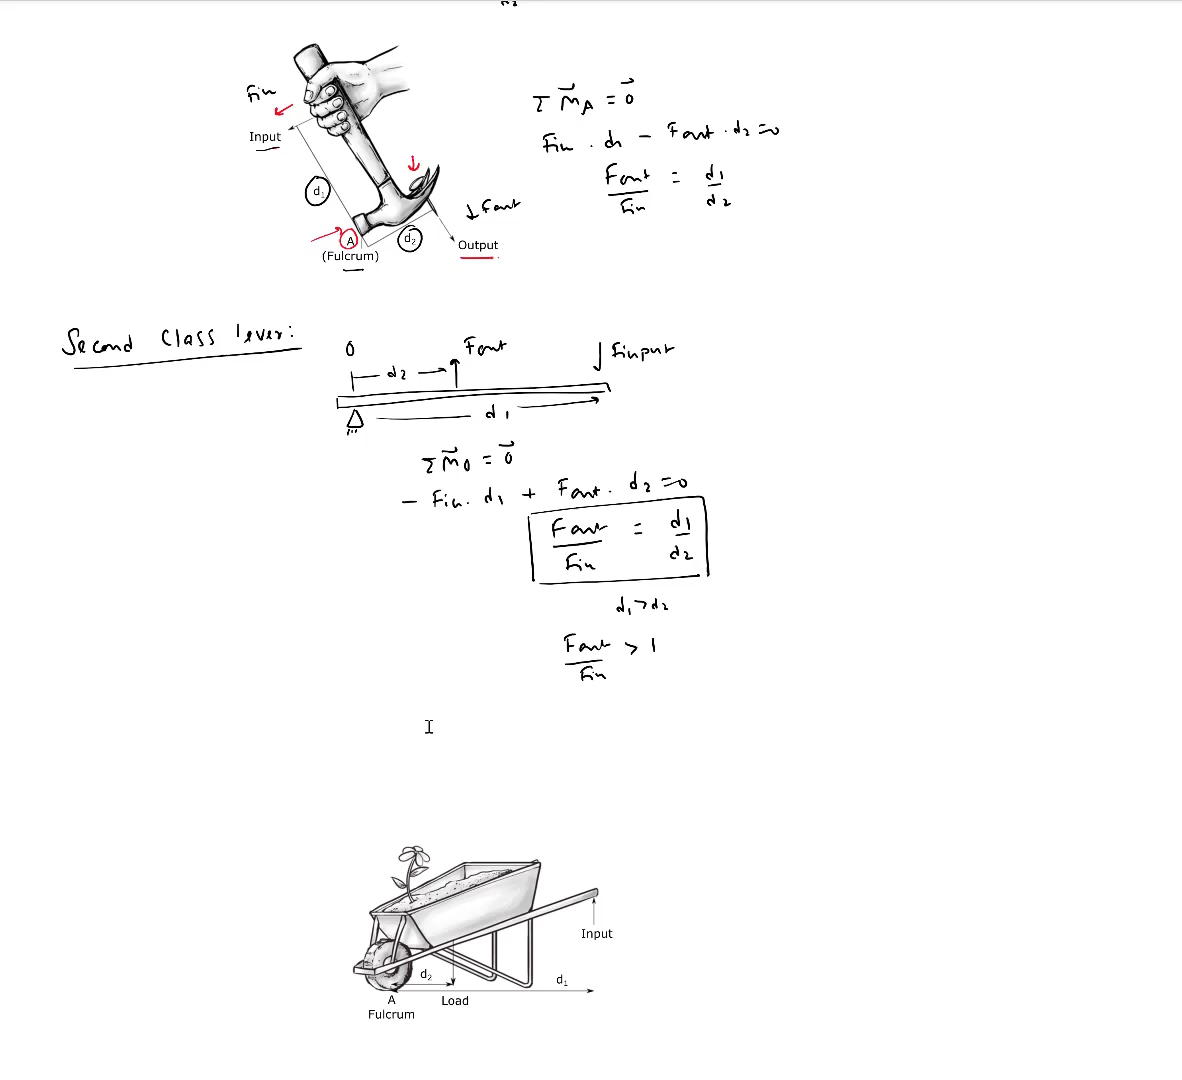 Fin
Input
d₁
A
(Fulcrum)
d₂
↓ Fout
Output
Σ M⃗_A = 0⃗
Fin . d₁ - Fout . d₂ = 0
Fout/Fin = d₁/d₂
Second Class lever:
O
d₂
Fout
Finput
d₁
Σ M⃗_O = 0⃗
- Fin . d₁ + Fout . d₂ = 0
Fout/Fin = d₁/d₂
d₁ > d₂
Fout/Fin > 1
Input
d₂
d₁
A
Load
Fulcrum